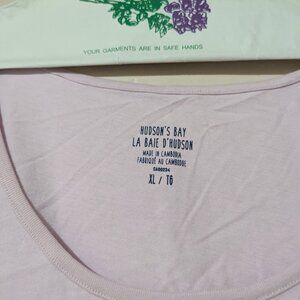 YOUR GARMENTS ARE IN SAFE HANDS
HUDSON'S BAY
LA BAIE D'HUDSON
MADE IN CAMBODIA
FABRIQUÉ AU CAMBODGE
CA00234
XL / TG